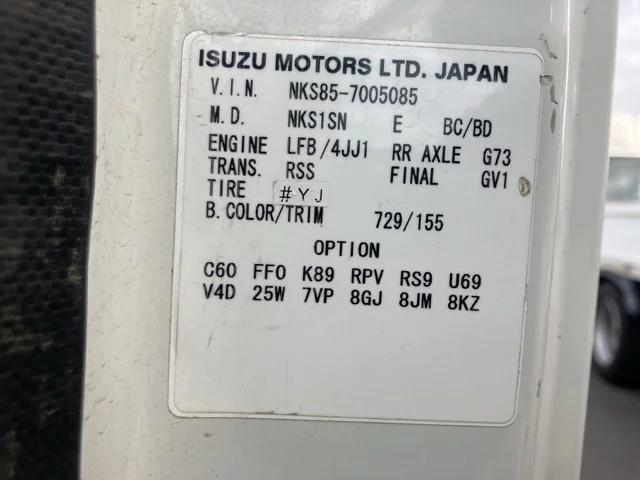 ISUZU MOTORS LTD. JAPAN
V.I.N. NKS85-7005085
M.D. NKS1SN E BC/BD
ENGINE LFB/4JJ1 RR AXLE G73
TRANS. RSS FINAL GV1
TIRE #YJ
B.COLOR/TRIM 729/155
OPTION
C60 FF0 K89 RPV RS9 U69
V4D 25W 7VP 8GJ 8JM 8KZ